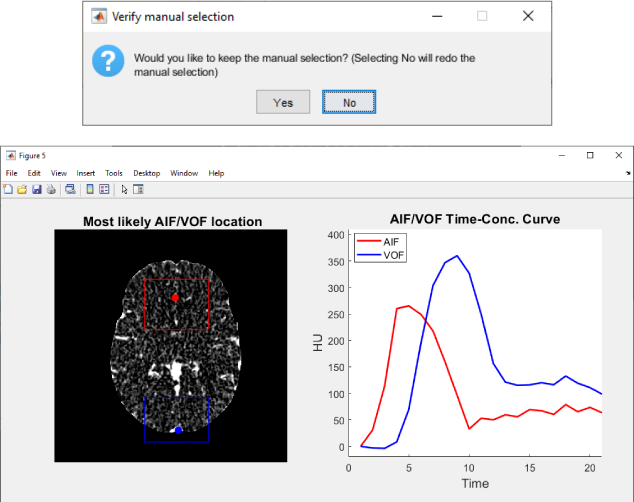 Verify manual selection
Would you like to keep the manual selection? (Selecting No will redo the
manual selection)
Yes No
Figure 5
File Edit View Insert Tools Desktop Window Help
Most likely AIF/VOF location
AIF/VOF Time-Conc. Curve
AIF
VOF
400
350
300
250
200
150
100
50
0
HU
0 5 10 15 20
Time